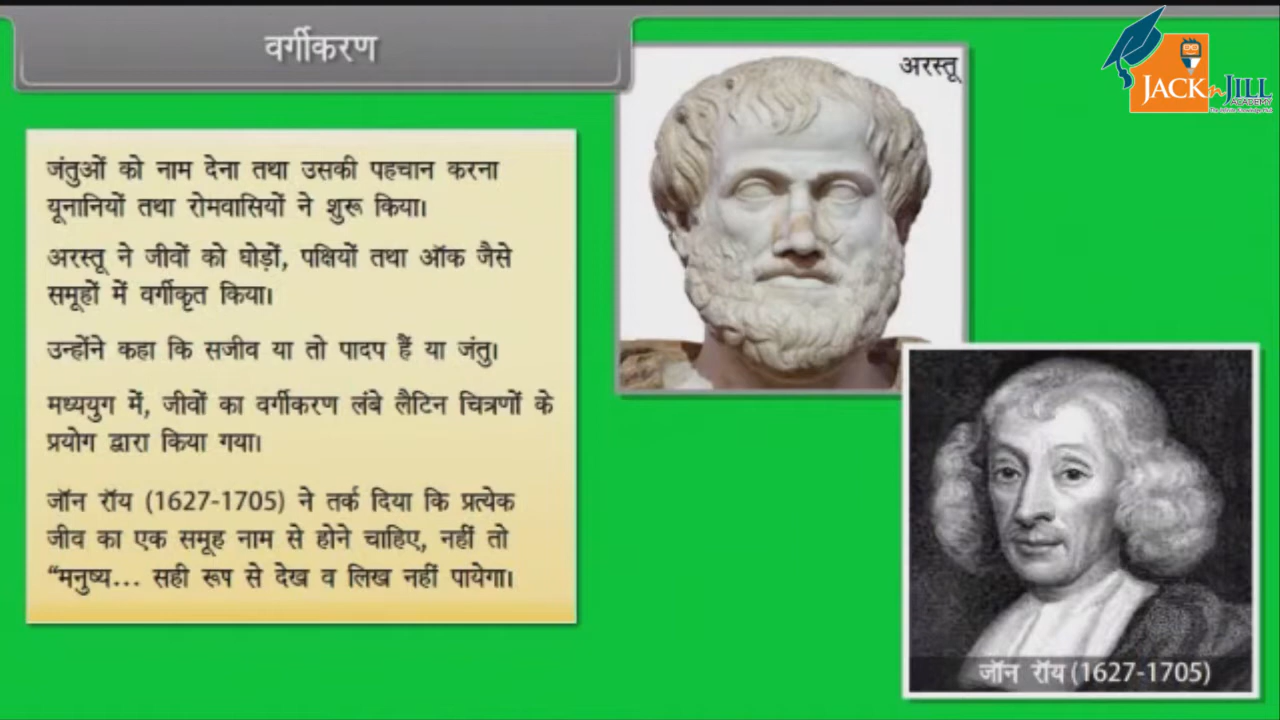 वर्गीकरण
अरस्तू
JACK n JILL
ACADEMY
जंतुओं को नाम देना तथा उसकी पहचान करना
यूनानियों तथा रोमवासियों ने शुरू किया।
अरस्तू ने जीवों को घोड़ों, पक्षियों तथा ऑक जैसे
समूहों में वर्गीकृत किया।
उन्होंने कहा कि सजीव या तो पादप हैं या जंतु।
मध्ययुग में, जीवों का वर्गीकरण लंबे लैटिन चित्रणों के
प्रयोग द्वारा किया गया।
जॉन रॉय (1627-1705) ने तर्क दिया कि प्रत्येक
जीव का एक समूह नाम से होने चाहिए, नहीं तो
“मनुष्य... सही रूप से देख व लिख नहीं पायेगा।
जॉन रॉय (1627-1705)